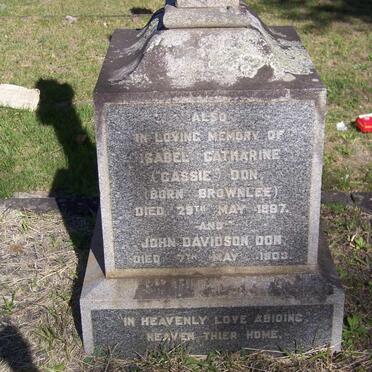 ALSO
IN LOVING MEMORY OF
ISABEL CATHARINE
(CASSIE) DON,
(BORN BROWNLEE)
DIED 29TH MAY 1897.
AND
JOHN DAVIDSON DON,
DIED 7TH MAY
IN HEAVENLY LOVE ABIDING
HEAVEN THIER HOME.